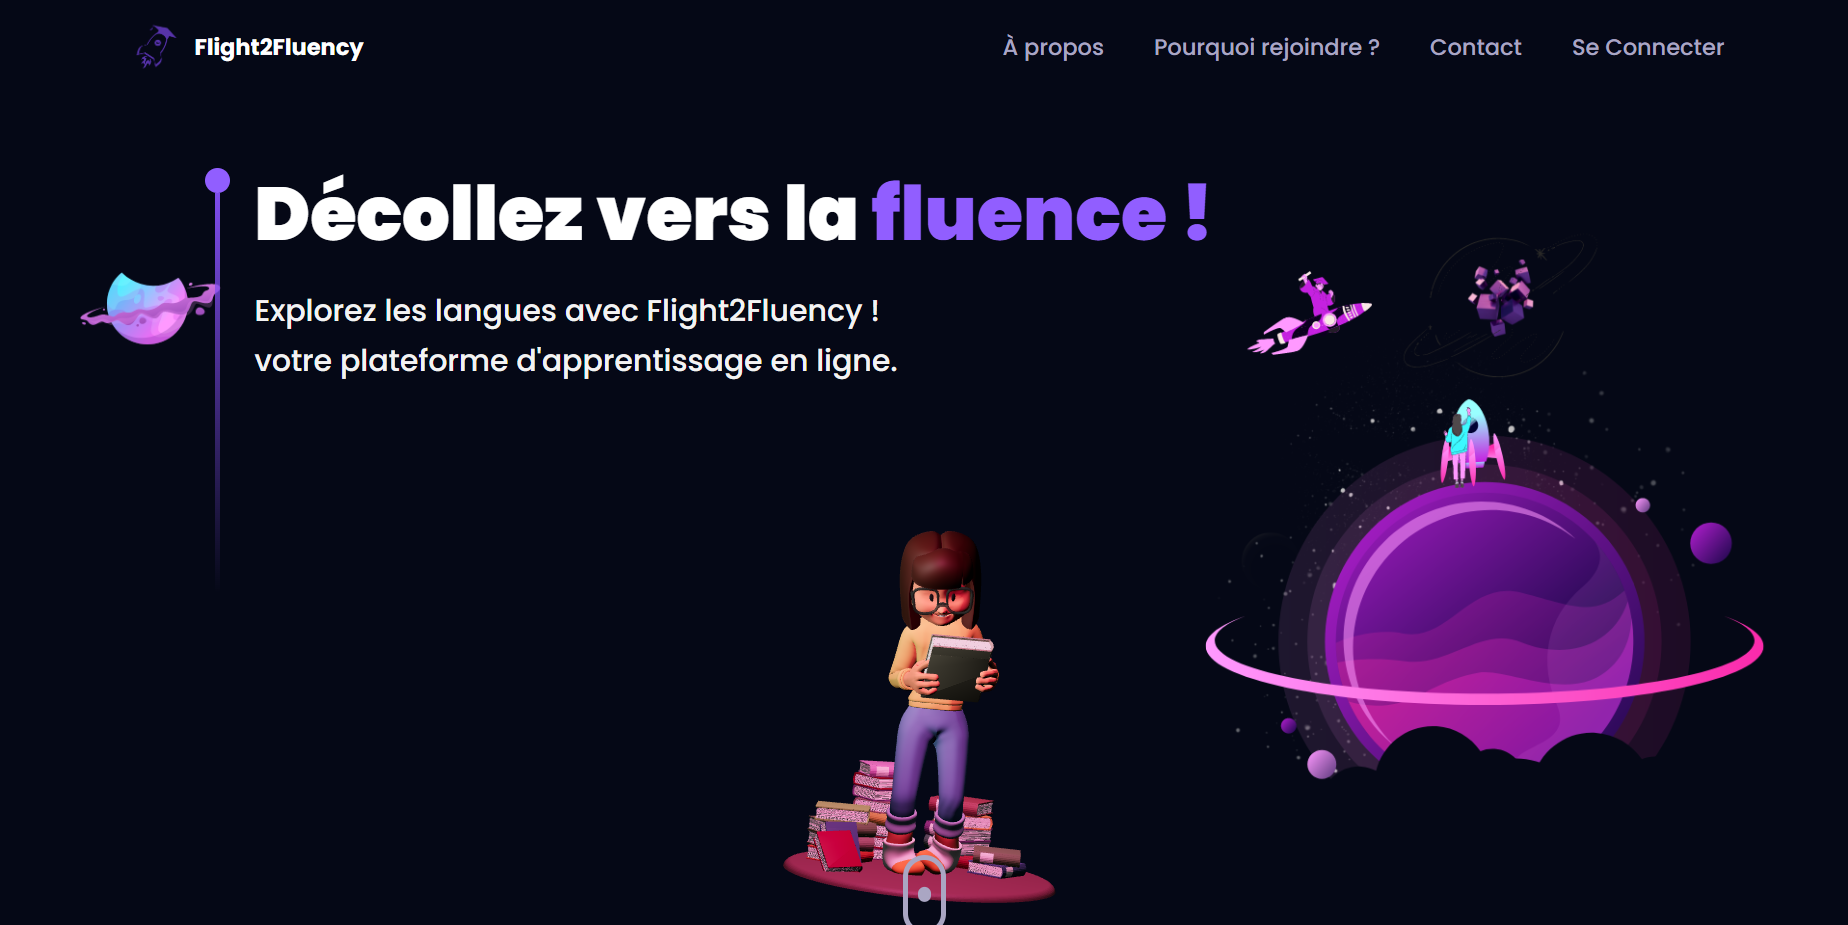 Flight2Fluency
À propos
Pourquoi rejoindre ?
Contact
Se Connecter
Décollez vers la fluence !
Explorez les langues avec Flight2Fluency !
votre plateforme d'apprentissage en ligne.